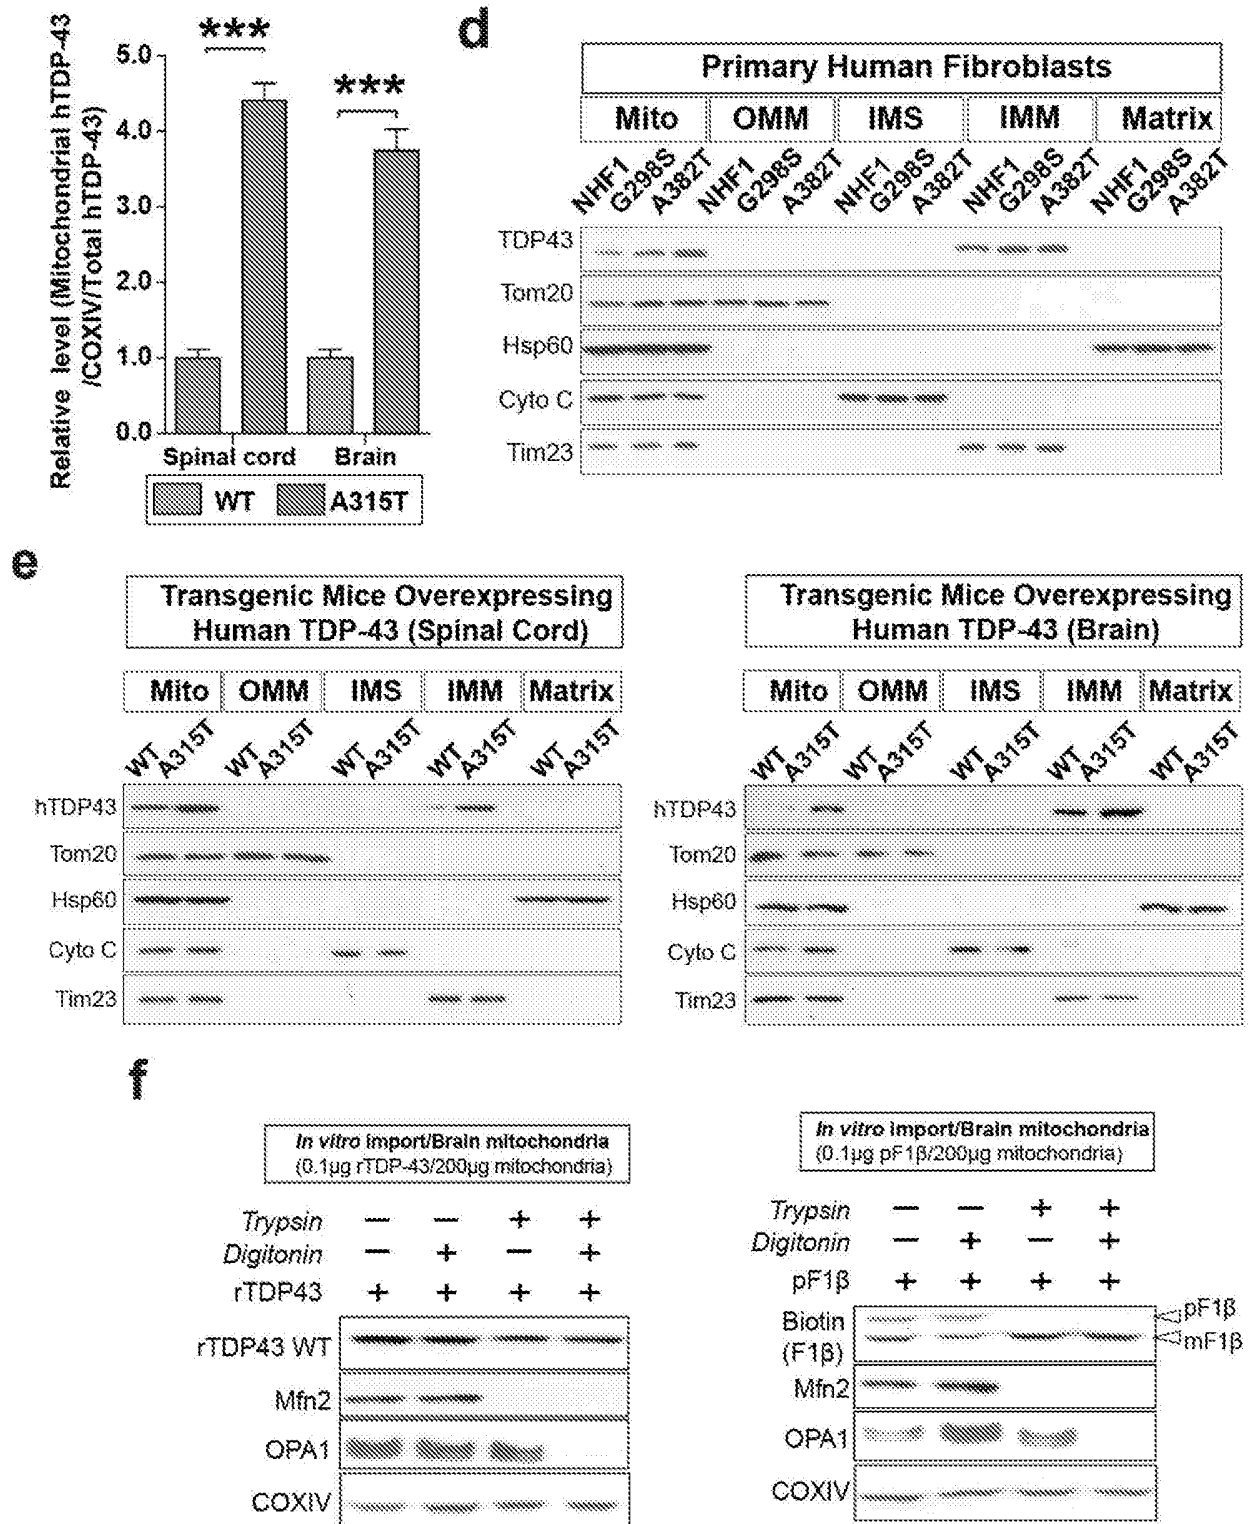 Relative level (Mitochondrial hTDP-43
/COXIV/Total hTDP-43)
***
***
5.0
4.0
3.0
2.0
1.0
0.0
Spinal cord Brain
WT A315T
d
Primary Human Fibroblasts
Mito OMM IMS IMM Matrix
NHF1 G298S A382T NHF1 G298S A382T NHF1 G298S A382T NHF1 G298S A382T NHF1 G298S A382T
TDP43
Tom20
Hsp60
Cyto C
Tim23
e
Transgenic Mice Overexpressing
Human TDP-43 (Spinal Cord)
Mito OMM IMS IMM Matrix
WT A315T WT A315T WT A315T WT A315T WT A315T
hTDP43
Tom20
Hsp60
Cyto C
Tim23
Transgenic Mice Overexpressing
Human TDP-43 (Brain)
Mito OMM IMS IMM Matrix
WT A315T WT A315T WT A315T WT A315T WT A315T
hTDP43
Tom20
Hsp60
Cyto C
Tim23
f
In vitro import/Brain mitochondria
(0.1µg rTDP-43/200µg mitochondria)
Trypsin − − + +
Digitonin − + − +
rTDP43 + + + +
rTDP43 WT
Mfn2
OPA1
COXIV
In vitro import/Brain mitochondria
(0.1µg pF1β/200µg mitochondria)
Trypsin − − + +
Digitonin − + − +
pF1β + + + +
Biotin
(F1β)
pF1β
mF1β
Mfn2
OPA1
COXIV